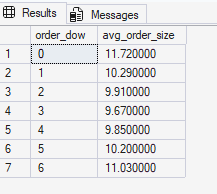 Results Messages
order_dow avg_order_size
1 0 11.720000
2 1 10.290000
3 2 9.910000
4 3 9.670000
5 4 9.850000
6 5 10.200000
7 6 11.030000